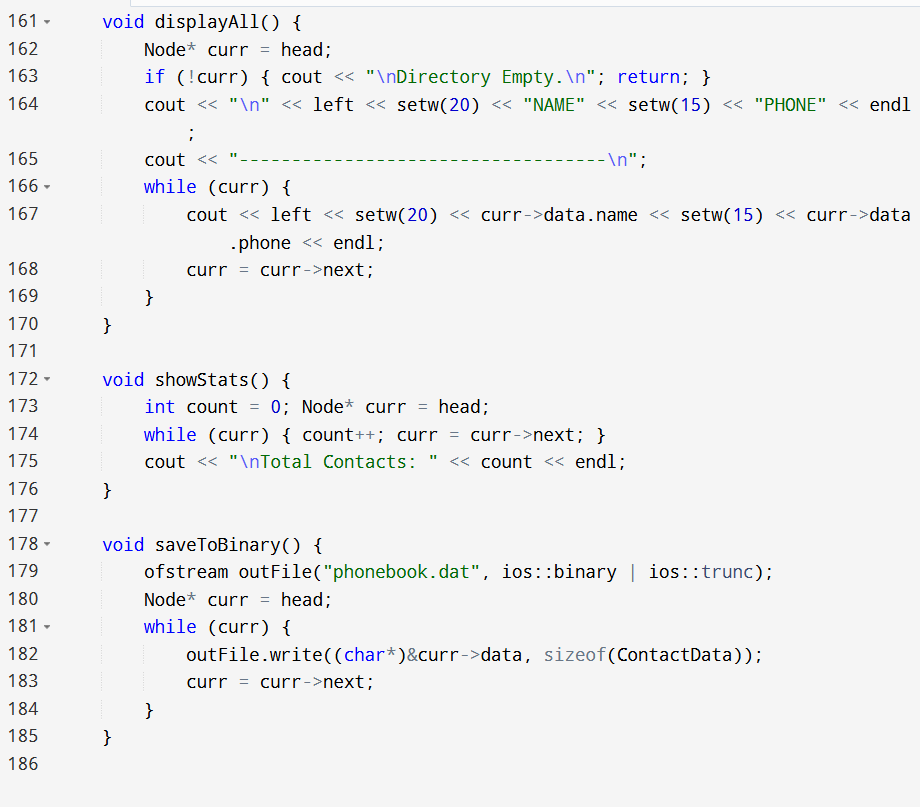 161 void displayAll() {
162 Node* curr = head;
163 if (!curr) { cout << "\nDirectory Empty.\n"; return; }
164 cout << "\n" << left << setw(20) << "NAME" << setw(15) << "PHONE" << endl
;
165 cout << "-----------------------------------\n";
166 while (curr) {
167 cout << left << setw(20) << curr->data.name << setw(15) << curr->data
.phone << endl;
168 curr = curr->next;
169 }
170 }
171
172 void showStats() {
173 int count = 0; Node* curr = head;
174 while (curr) { count++; curr = curr->next; }
175 cout << "\nTotal Contacts: " << count << endl;
176 }
177
178 void saveToBinary() {
179 ofstream outFile("phonebook.dat", ios::binary | ios::trunc);
180 Node* curr = head;
181 while (curr) {
182 outFile.write((char*)&curr->data, sizeof(ContactData));
183 curr = curr->next;
184 }
185 }
186